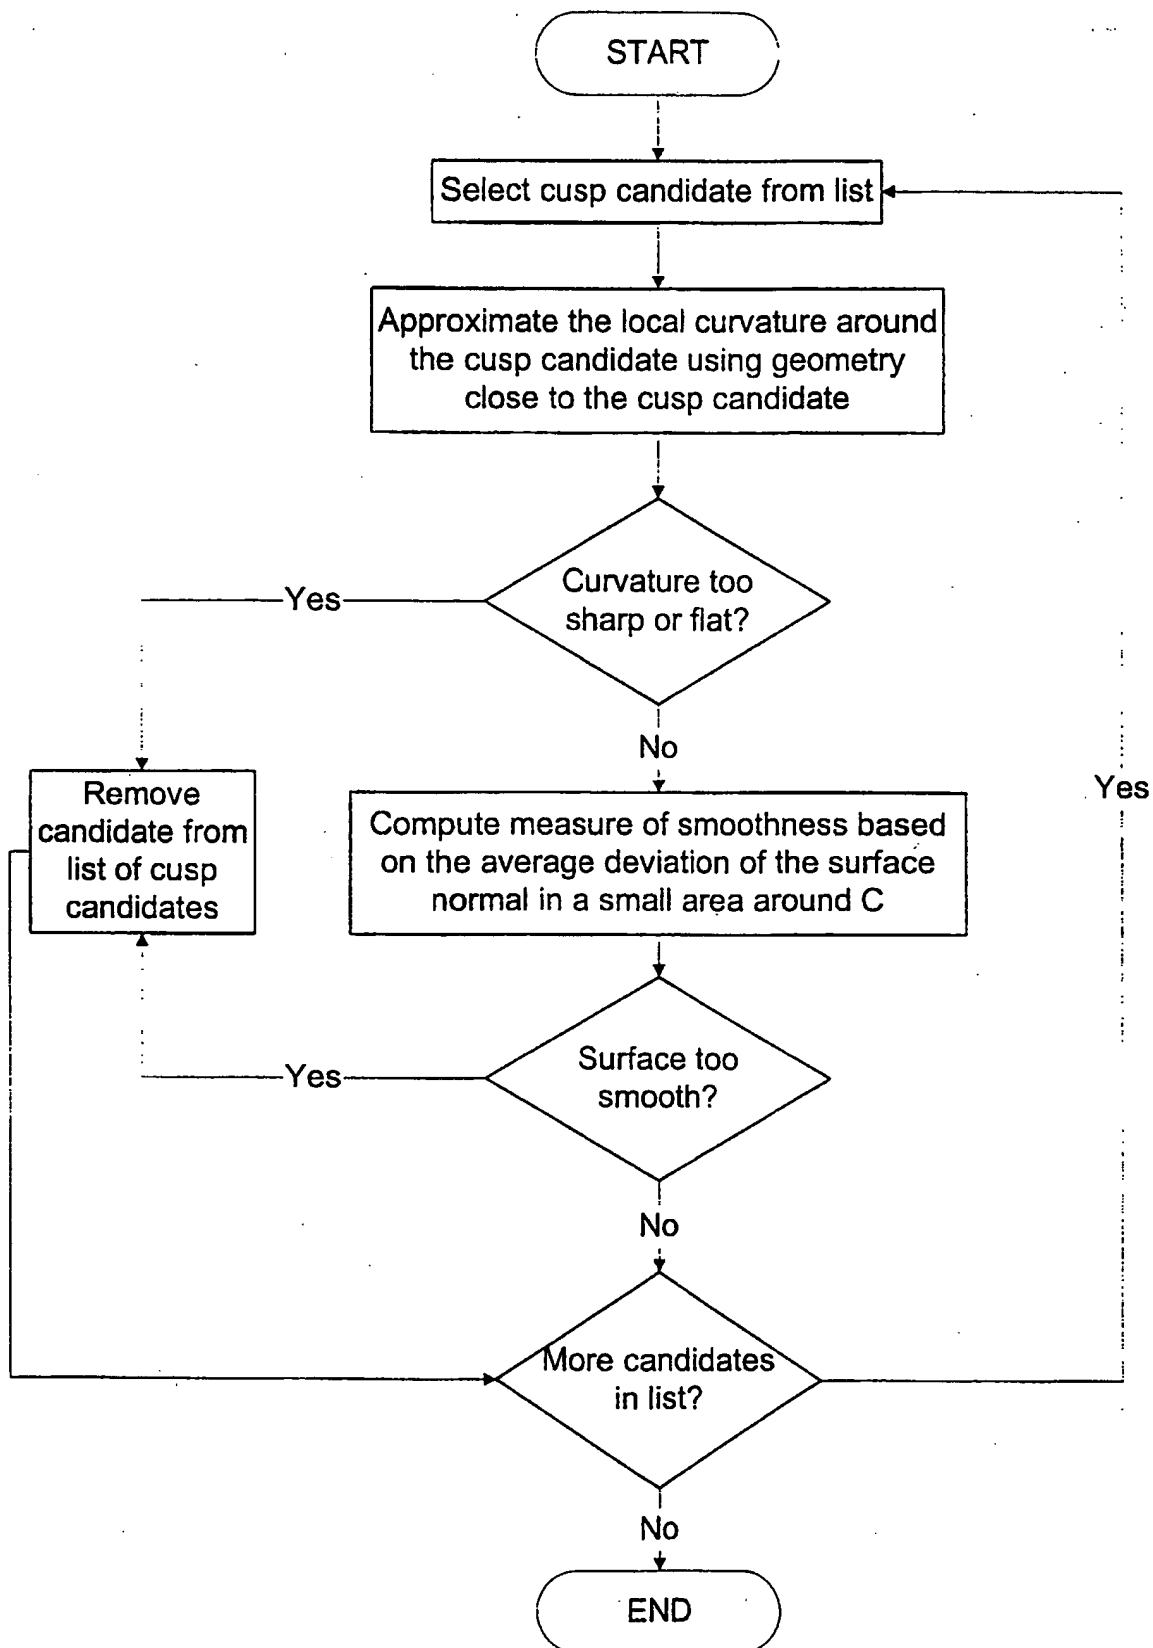 START
Select cusp candidate from list
Approximate the local curvature around
the cusp candidate using geometry
close to the cusp candidate
Curvature too
sharp or flat?
Yes
No
Remove
candidate from
list of cusp
candidates
Compute measure of smoothness based
on the average deviation of the surface
normal in a small area around C
Yes
Surface too
smooth?
Yes
No
More candidates
in list?
No
END